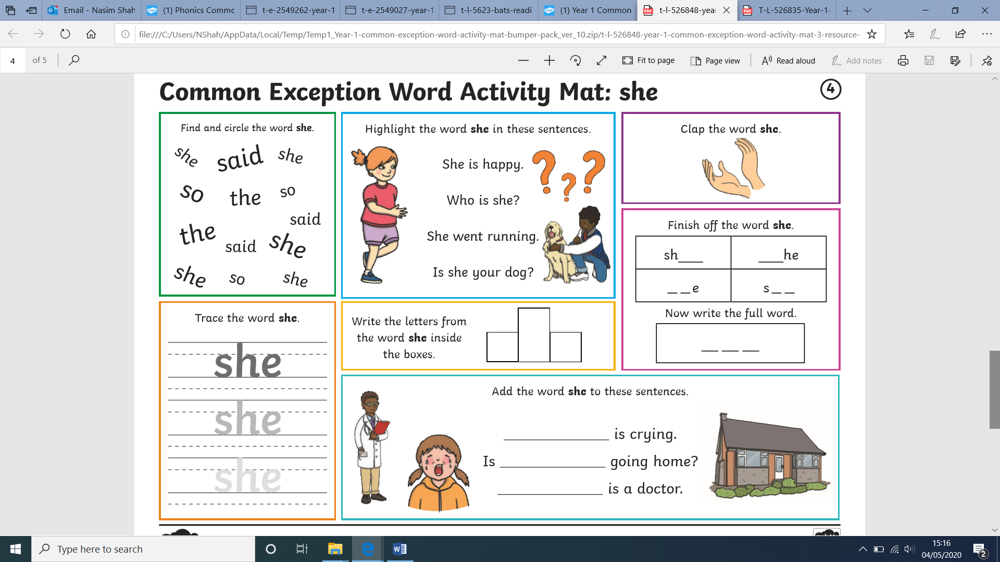 Email - Nasim Shah
(1) Phonics Commc
t-e-2549262-year-1
t-e-2549027-year-1
t-l-5623-bats-readi
(1) Year 1 Common
t-l-526848-year
T-L-526835-Year-1-
file:///C:/Users/NShah/AppData/Local/Temp/Temp1_Year-1-common-exception-word-activity-mat-bumper-pack_ver_10.zip/t-l-526848-year-1-common-exception-word-activity-mat-3-resource-
4 of 5
Fit to page
Page view
Read aloud
Add notes
Common Exception Word Activity Mat: she
4
Find and circle the word she.
she said she
so the so
said
the said she
she so she
Highlight the word she in these sentences.
She is happy.
Who is she?
She went running.
Is she your dog?
? ? ?
Clap the word she.
Finish off the word she.
sh___ ___he
_ _e s_ _
Now write the full word.
_ _ _
Trace the word she.
she
she
she
Write the letters from
the word she inside
the boxes.
Add the word she to these sentences.
____________ is crying.
Is ____________ going home?
____________ is a doctor.
Type here to search
15:16
04/05/2020
2